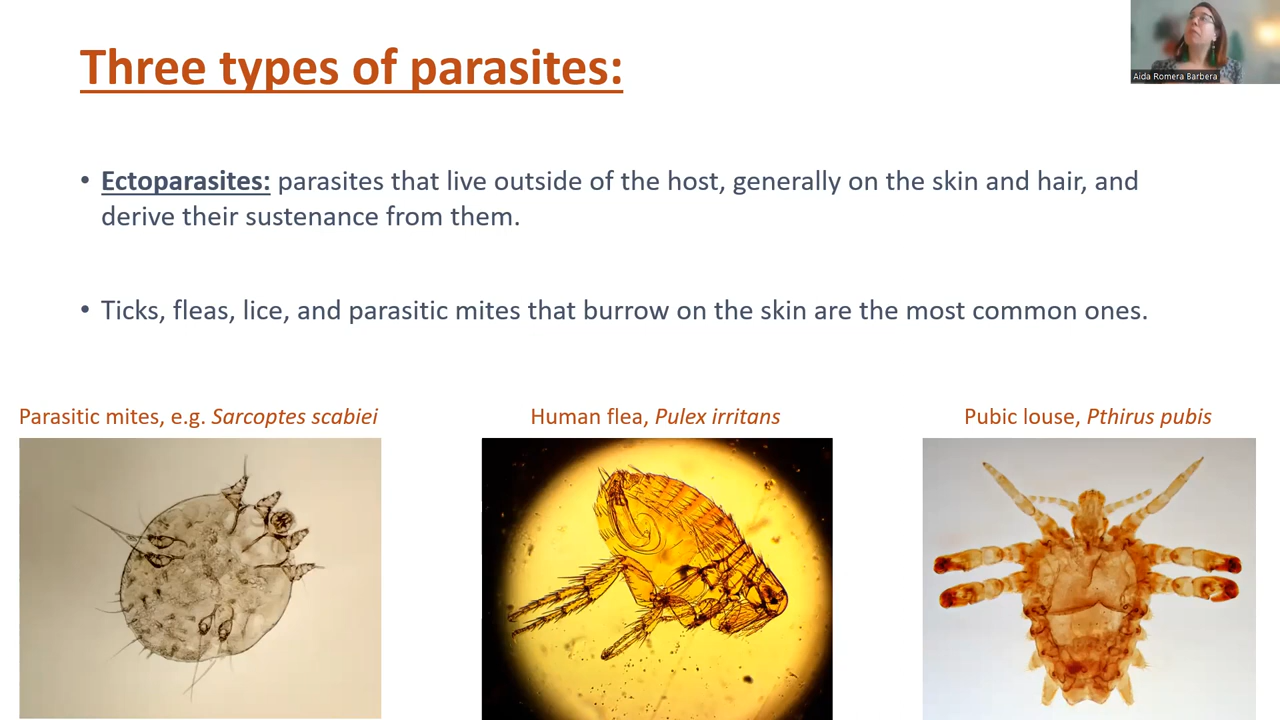 Three types of parasites:
Aida Romera Barbera
• Ectoparasites: parasites that live outside of the host, generally on the skin and hair, and
derive their sustenance from them.
• Ticks, fleas, lice, and parasitic mites that burrow on the skin are the most common ones.
Parasitic mites, e.g. Sarcoptes scabiei
Human flea, Pulex irritans
Pubic louse, Pthirus pubis